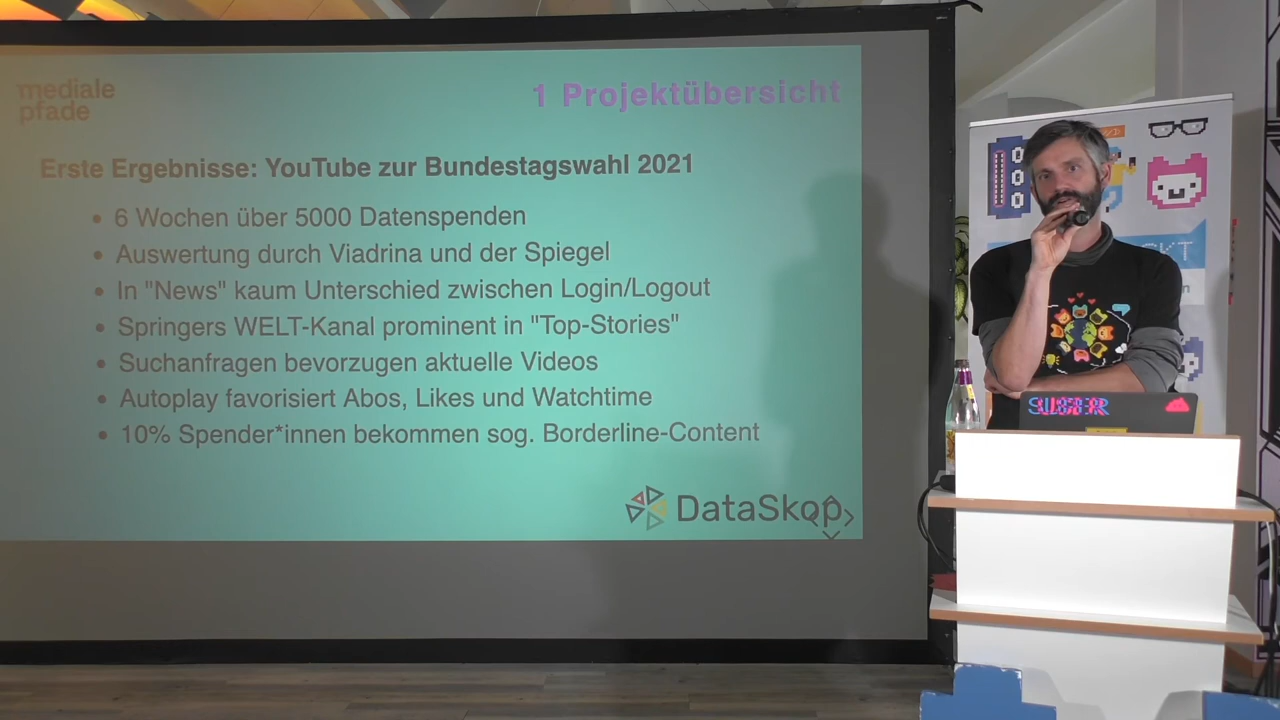 mediale
pfade
1 Projektübersicht
Erste Ergebnisse: YouTube zur Bundestagswahl 2021
• 6 Wochen über 5000 Datenspenden
• Auswertung durch Viadrina und der Spiegel
• In "News" kaum Unterschied zwischen Login/Logout
• Springers WELT-Kanal prominent in "Top-Stories"
• Suchanfragen bevorzugen aktuelle Videos
• Autoplay favorisiert Abos, Likes und Watchtime
• 10% Spender*innen bekommen sog. Borderline-Content
DataSkop